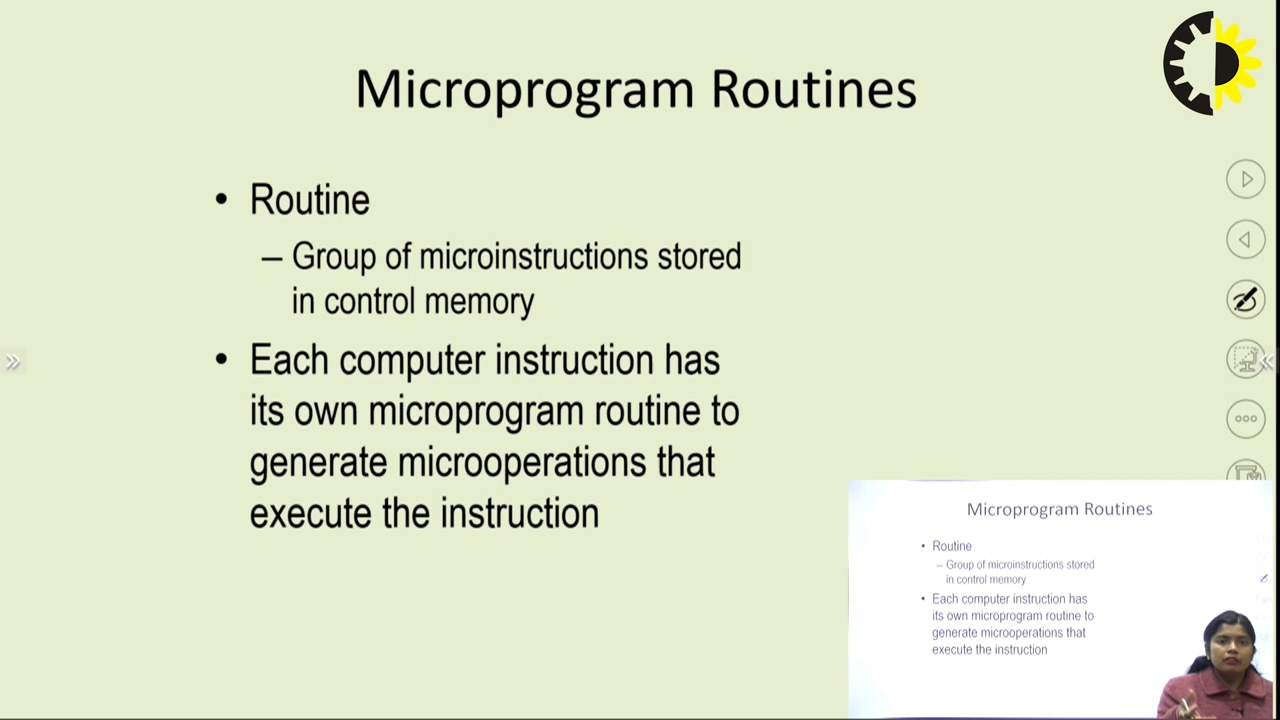 Microprogram Routines
• Routine
– Group of microinstructions stored
in control memory
• Each computer instruction has
its own microprogram routine to
generate microoperations that
execute the instruction
Microprogram Routines
• Routine
– Group of microinstructions stored
in control memory
• Each computer instruction has
its own microprogram routine to
generate microoperations that
execute the instruction